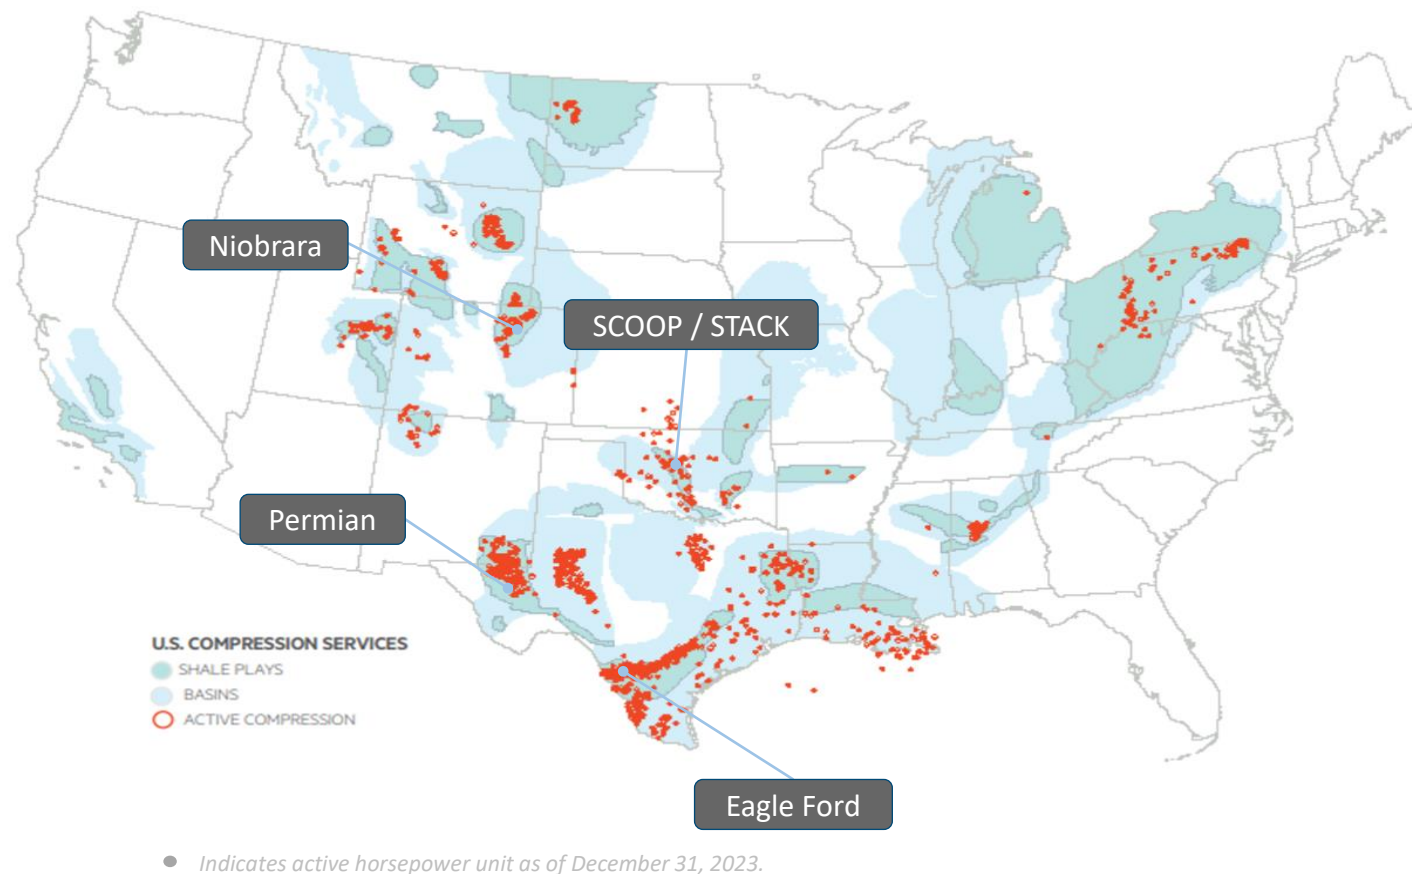 Niobrara
SCOOP / STACK
Permian
U.S. COMPRESSION SERVICES
SHALE PLAYS
BASINS
ACTIVE COMPRESSION
Eagle Ford
Indicates active horsepower unit as of December 31, 2023.